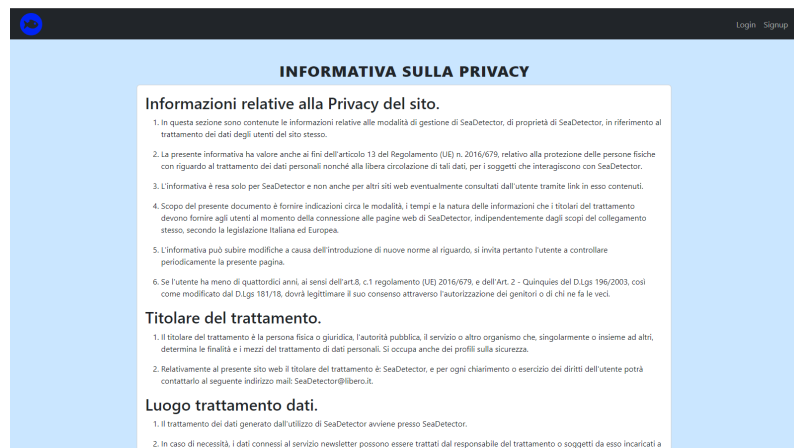 Login Signup
INFORMATIVA SULLA PRIVACY
Informazioni relative alla Privacy del sito.
1. In questa sezione sono contenute le informazioni relative alle modalità di gestione di SeaDetector, di proprietà di SeaDetector, in riferimento al
trattamento dei dati degli utenti del sito stesso.
2. La presente informativa ha valore anche ai fini dell'articolo 13 del Regolamento (UE) n. 2016/679, relativo alla protezione delle persone fisiche
con riguardo al trattamento dei dati personali nonché alla libera circolazione di tali dati, per i soggetti che interagiscono con SeaDetector.
3. L'informativa è resa solo per SeaDetector e non anche per altri siti web eventualmente consultati dall'utente tramite link in esso contenuti.
4. Scopo del presente documento è fornire indicazioni circa le modalità, i tempi e la natura delle informazioni che i titolari del trattamento
devono fornire agli utenti al momento della connessione alle pagine web di SeaDetector, indipendentemente dagli scopi del collegamento
stesso, secondo la legislazione Italiana ed Europea.
5. L'informativa può subire modifiche a causa dell'introduzione di nuove norme al riguardo, si invita pertanto l'utente a controllare
periodicamente la presente pagina.
6. Se l'utente ha meno di quattordici anni, ai sensi dell'art.8, c.1 regolamento (UE) 2016/679, e dell'Art. 2 - Quinquies del D.Lgs 196/2003, così
come modificato dal D.Lgs 181/18, dovrà legittimare il suo consenso attraverso l'autorizzazione dei genitori o di chi ne fa le veci.
Titolare del trattamento.
1. Il titolare del trattamento è la persona fisica o giuridica, l'autorità pubblica, il servizio o altro organismo che, singolarmente o insieme ad altri,
determina le finalità e i mezzi del trattamento di dati personali. Si occupa anche dei profili sulla sicurezza.
2. Relativamente al presente sito web il titolare del trattamento è: SeaDetector, e per ogni chiarimento o esercizio dei diritti dell'utente potrà
contattarlo al seguente indirizzo mail: SeaDetector@libero.it.
Luogo trattamento dati.
1. Il trattamento dei dati generato dall'utilizzo di SeaDetector avviene presso SeaDetector.
2. In caso di necessità, i dati connessi al servizio newsletter possono essere trattati dal responsabile del trattamento o soggetti da esso incaricati a